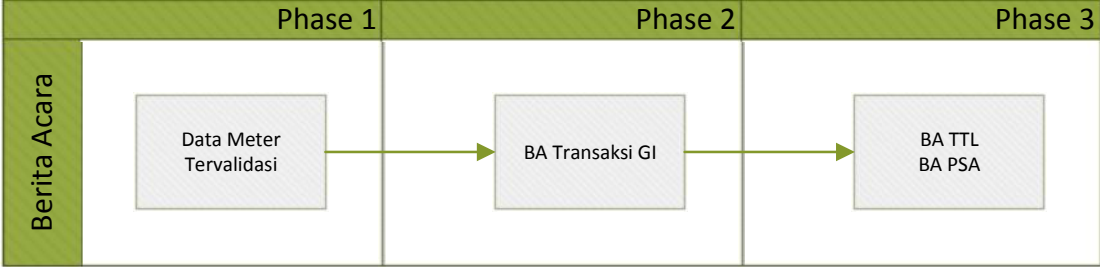 Phase 1
Phase 2
Phase 3
Berita Acara
Data Meter
Tervalidasi
BA Transaksi GI
BA TTL
BA PSA